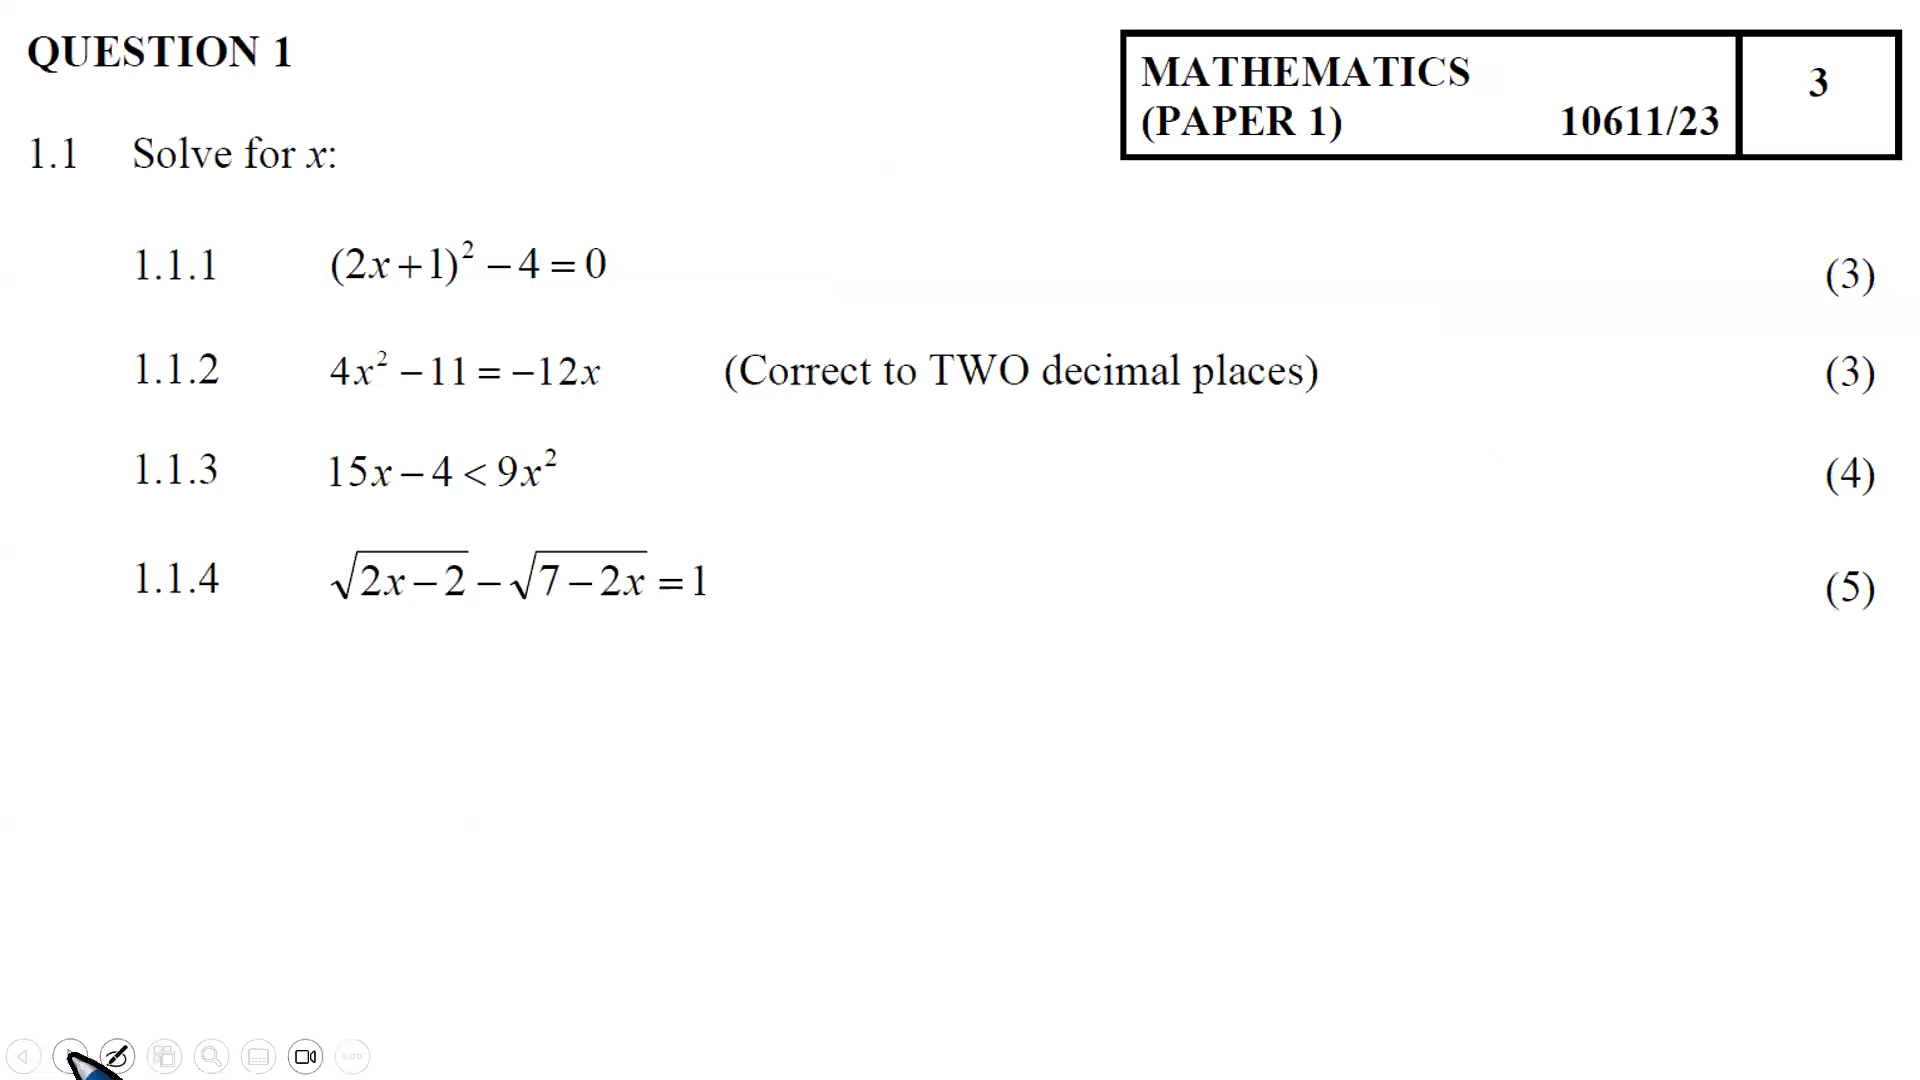 QUESTION 1
MATHEMATICS
(PAPER 1) 10611/23
3
1.1 Solve for x:
1.1.1 (2x+1)² − 4 = 0 (3)
1.1.2 4x² − 11 = −12x (Correct to TWO decimal places) (3)
1.1.3 15x − 4 < 9x² (4)
1.1.4 √(2x − 2) − √(7 − 2x) = 1 (5)